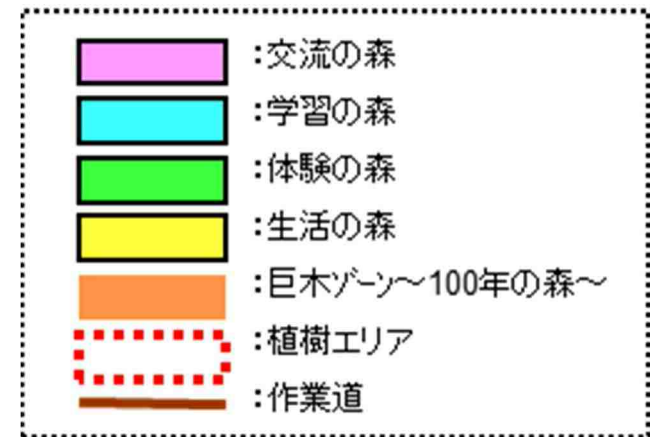 :交流の森
:学習の森
:体験の森
:生活の森
:巨木ゾーン～100年の森～
:植樹エリア
:作業道